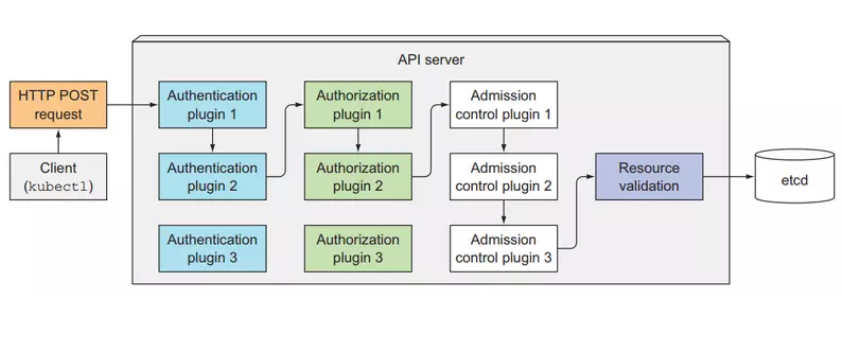 API server
HTTP POST
request
Client
(kubectl)
Authentication
plugin 1
Authentication
plugin 2
Authentication
plugin 3
Authorization
plugin 1
Authorization
plugin 2
Authorization
plugin 3
Admission
control plugin 1
Admission
control plugin 2
Admission
control plugin 3
Resource
validation
etcd